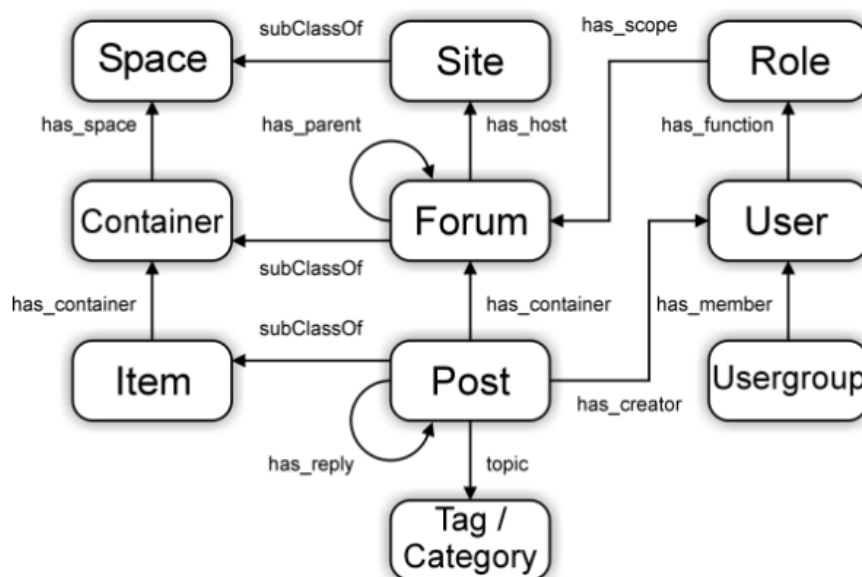 subClassOf
has_scope
Space
Site
Role
has_space
has_parent
has_host
has_function
Container
Forum
User
subClassOf
has_container
has_container
has_member
subClassOf
Item
Post
Usergroup
has_creator
has_reply
topic
Tag /
Category